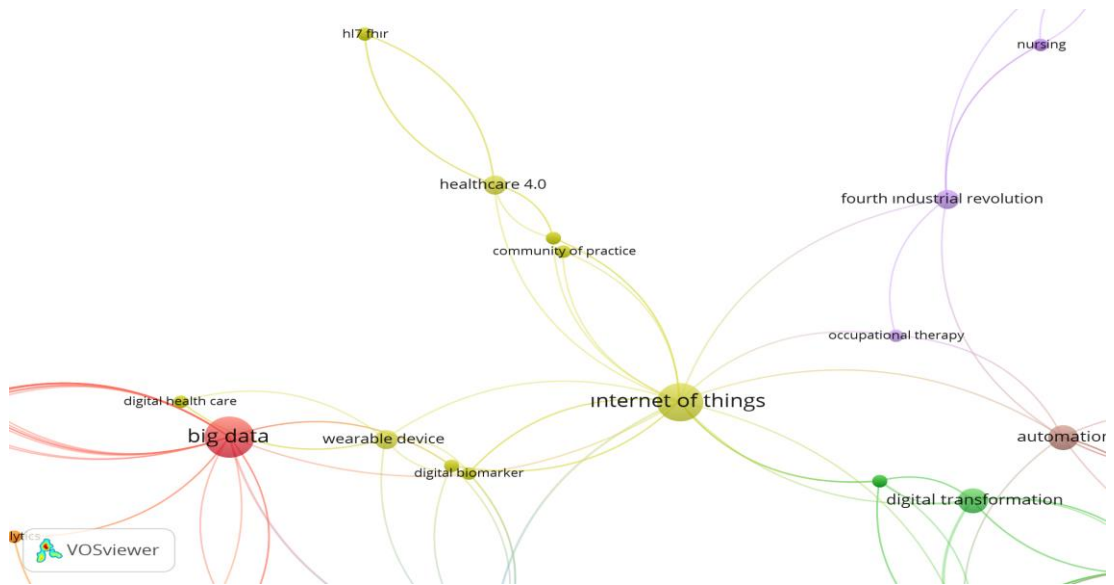 hl7 fhır
nursing
healthcare 4.0
fourth ındustrial revolution
community of practice
occupational therapy
digital health care
ınternet of things
big data
wearable device
automation
digital biomarker
digital transformation
lytics
VOSviewer